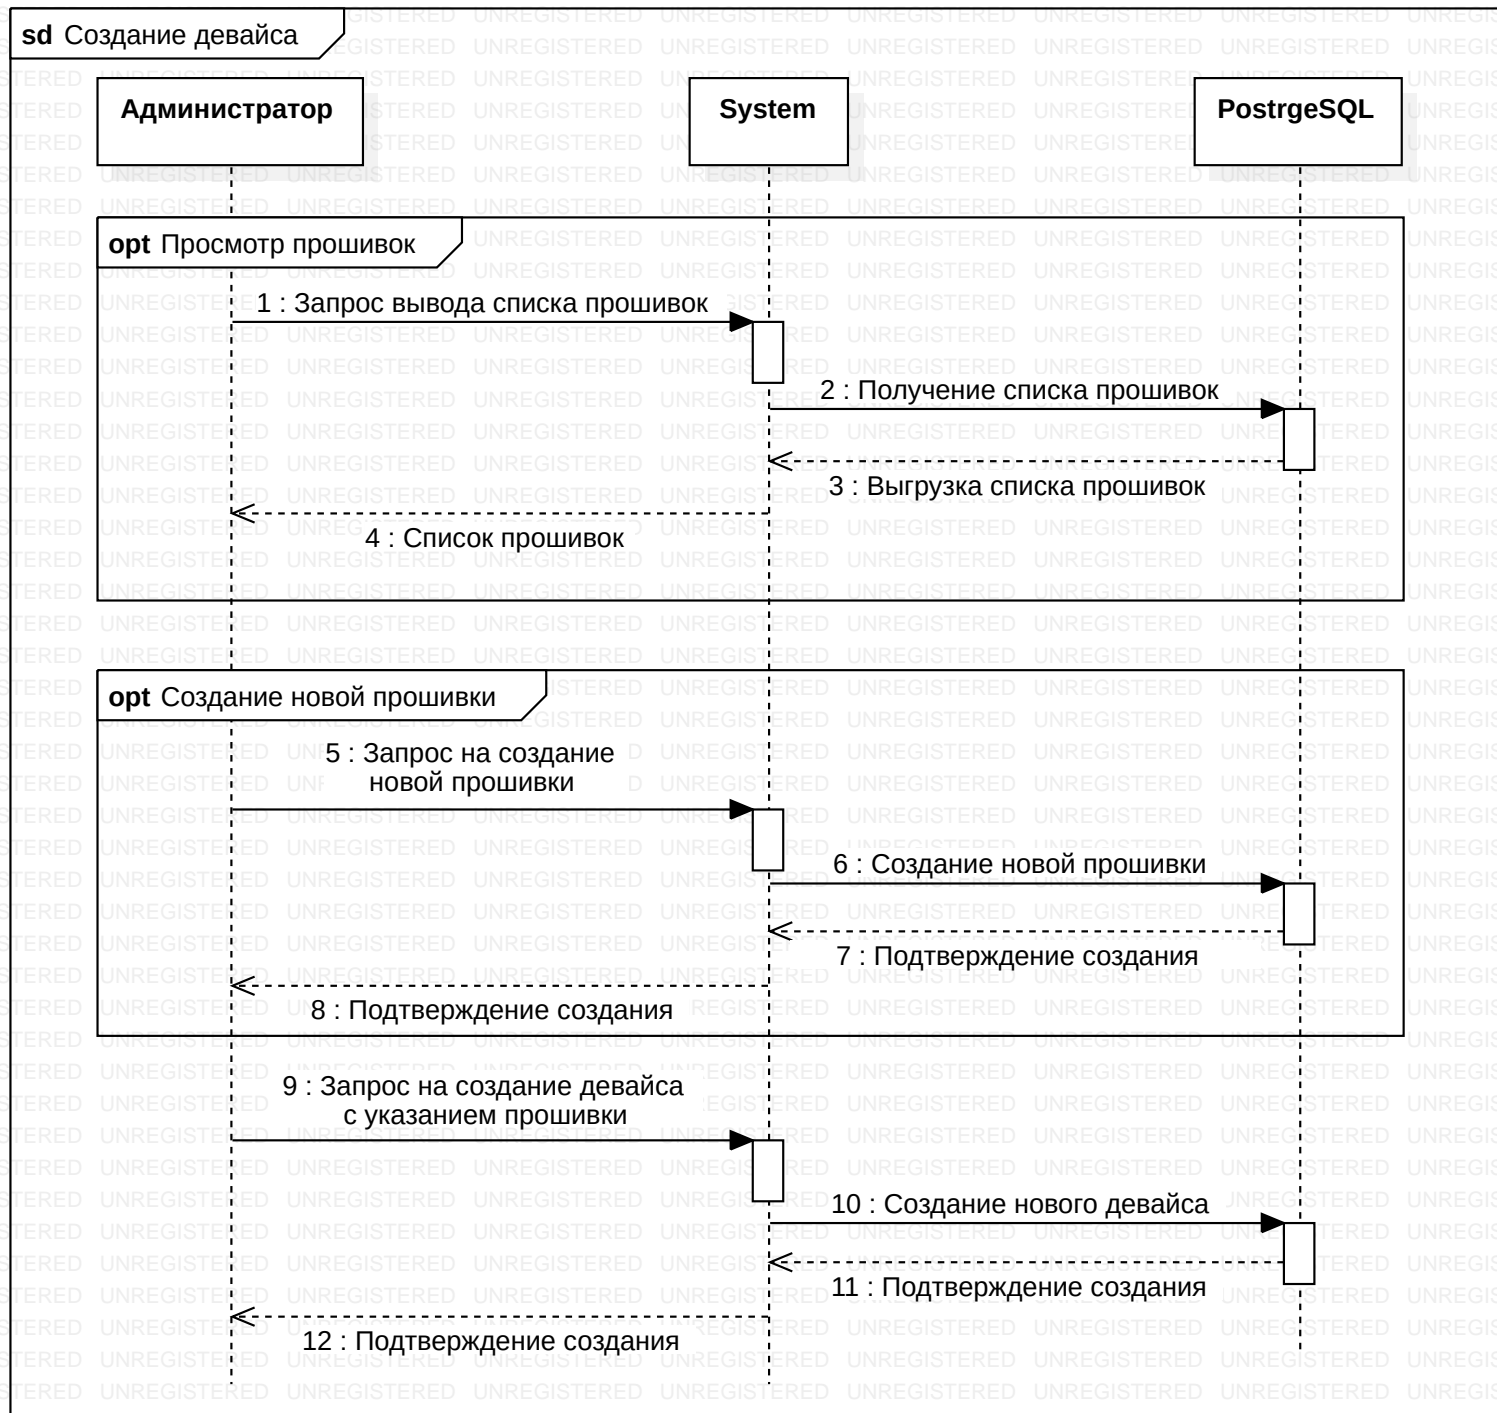 sd Создание девайса
Администратор
System
PostrgeSQL
opt Просмотр прошивок
1 : Запрос вывода списка прошивок
2 : Получение списка прошивок
3 : Выгрузка списка прошивок
4 : Список прошивок
opt Создание новой прошивки
5 : Запрос на создание
новой прошивки
6 : Создание новой прошивки
7 : Подтверждение создания
8 : Подтверждение создания
9 : Запрос на создание девайса
с указанием прошивки
10 : Создание нового девайса
11 : Подтверждение создания
12 : Подтверждение создания
UNREGISTERED